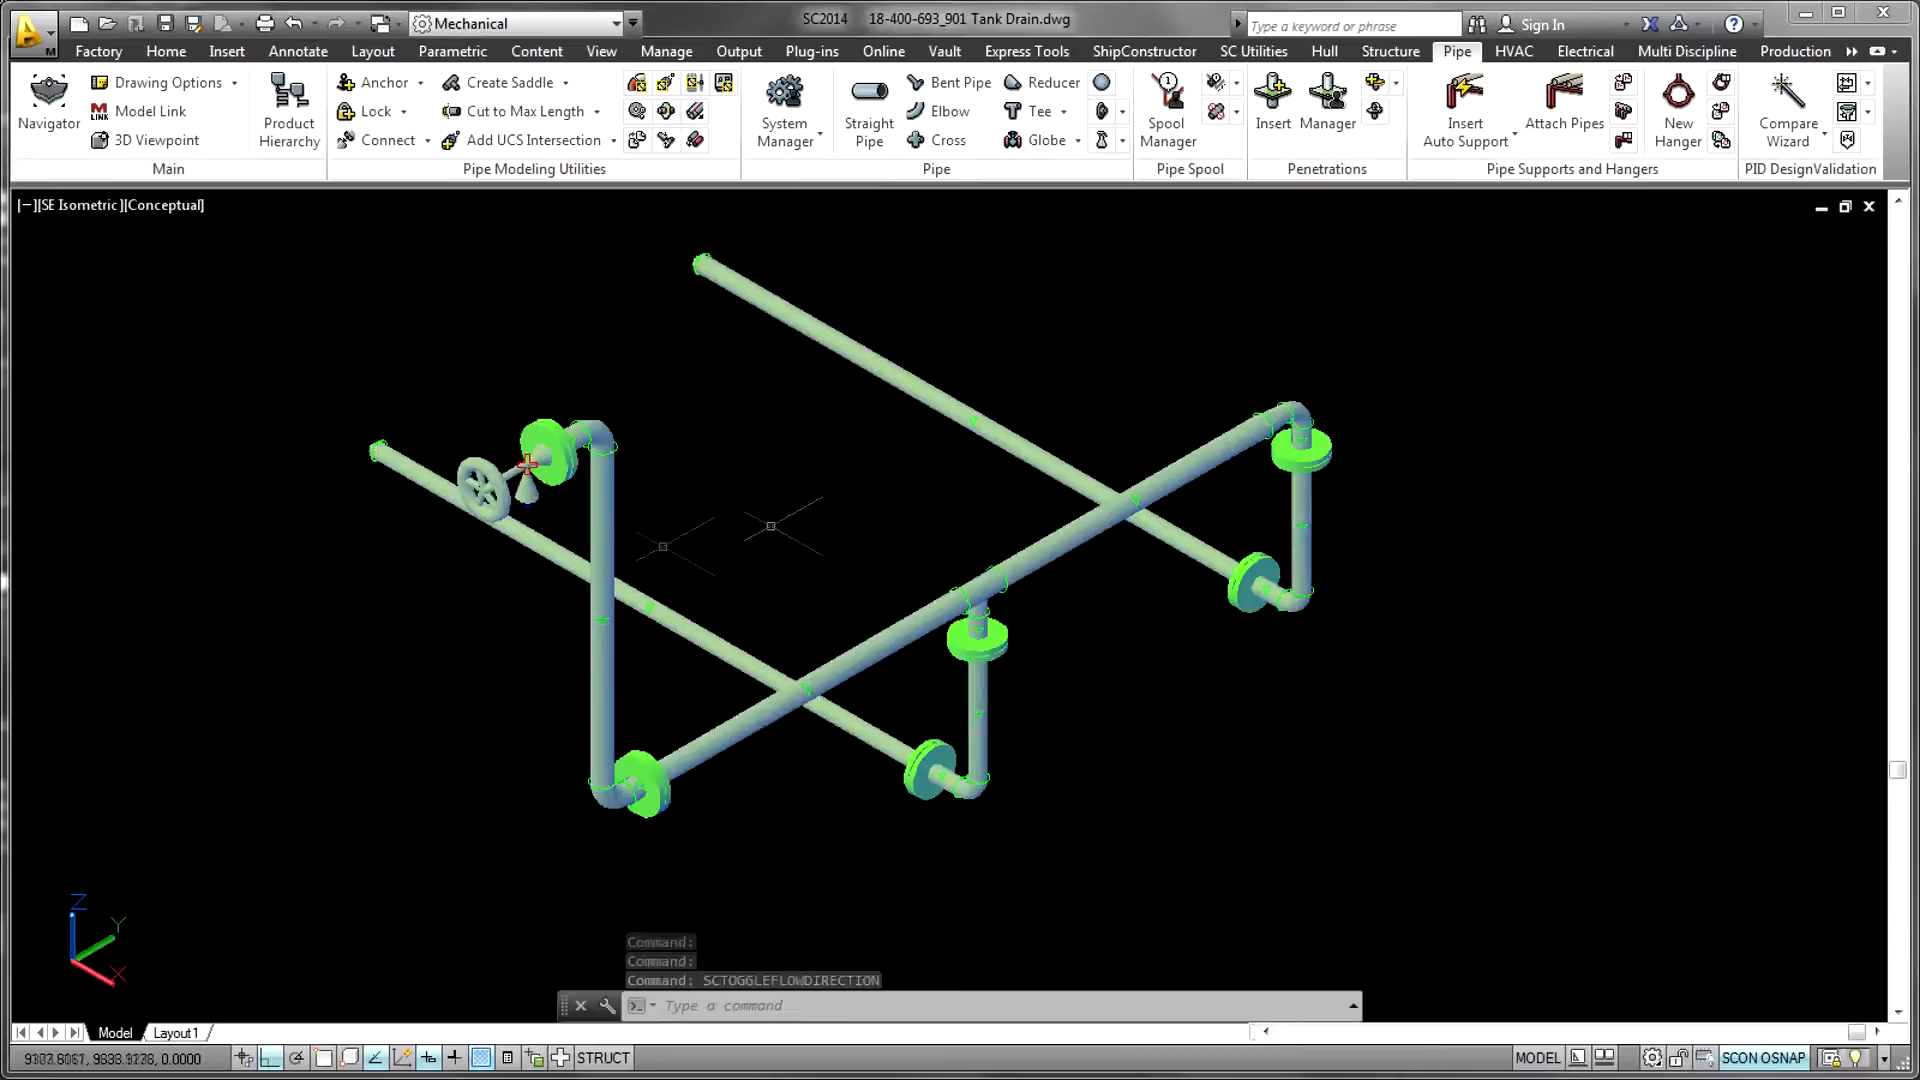 Mechanical
SC2014 18-400-693_901 Tank Drain.dwg
Type a keyword or phrase
Sign In
M
Factory Home Insert Annotate Layout Parametric Content View Manage Output Plug-ins Online Vault Express Tools ShipConstructor SC Utilities Hull Structure Pipe HVAC Electrical Multi Discipline Production
Navigator
Drawing Options
M LINK Model Link
3D Viewpoint
Product Hierarchy
Main
Anchor
Lock
Connect
Create Saddle
Cut to Max Length
Add UCS Intersection
Pipe Modeling Utilities
System Manager
Straight Pipe
Bent Pipe
Elbow
Cross
Reducer
Tee
Globe
Pipe
Spool Manager
Pipe Spool
Insert
Manager
Penetrations
Insert Auto Support
Attach Pipes
New Hanger
Pipe Supports and Hangers
Compare Wizard
PID DesignValidation
[−][SE Isometric][Conceptual]
Z
Y
X
Command:
Command:
Command: SCTOGGLEFLOWDIRECTION
Type a command
Model Layout1
0.0000
STRUCT
MODEL
SCON OSNAP